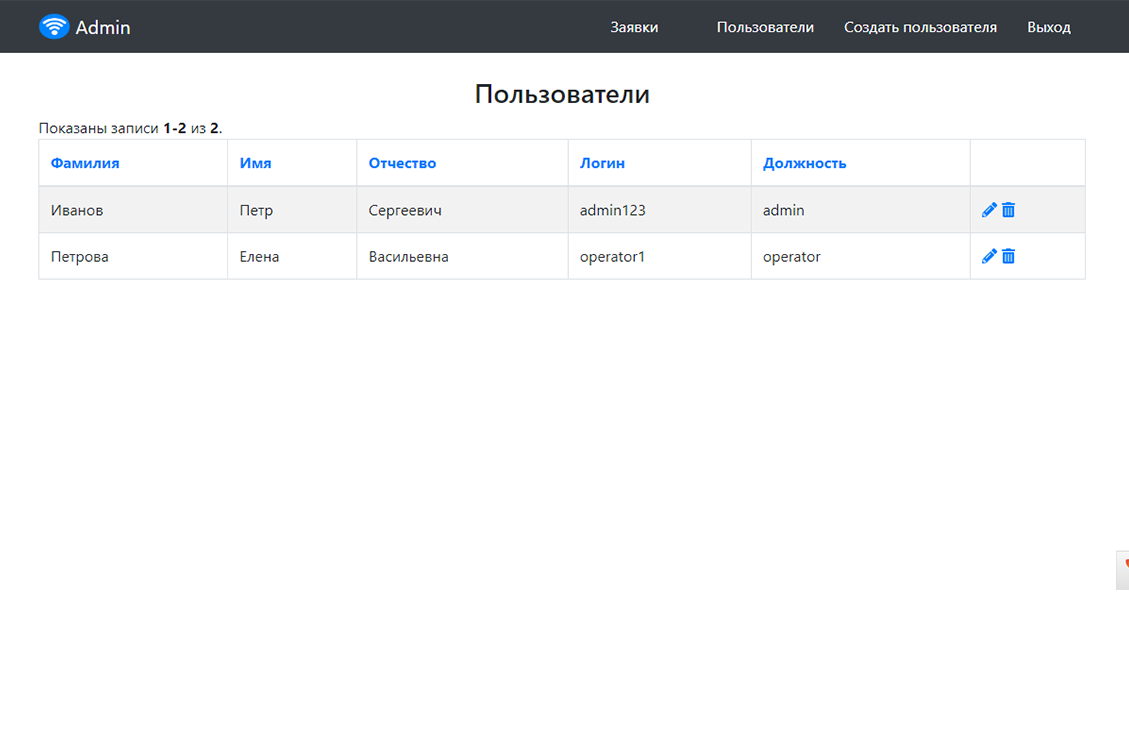 Admin Заявки Пользователи Создать пользователя Выход
Пользователи
Показаны записи 1-2 из 2.
Фамилия Имя Отчество Логин Должность
Иванов Петр Сергеевич admin123 admin
Петрова Елена Васильевна operator1 operator